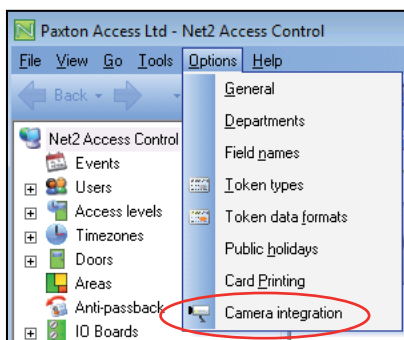 Paxton Access Ltd - Net2 Access Control
File View Go Tools Options Help
Back
General
Departments
Field names
Token types
Token data formats
Public holidays
Card Printing
Camera integration
Net2 Access Control
Events
Users
Access levels
Timezones
Doors
Areas
Anti-passback
IO Boards